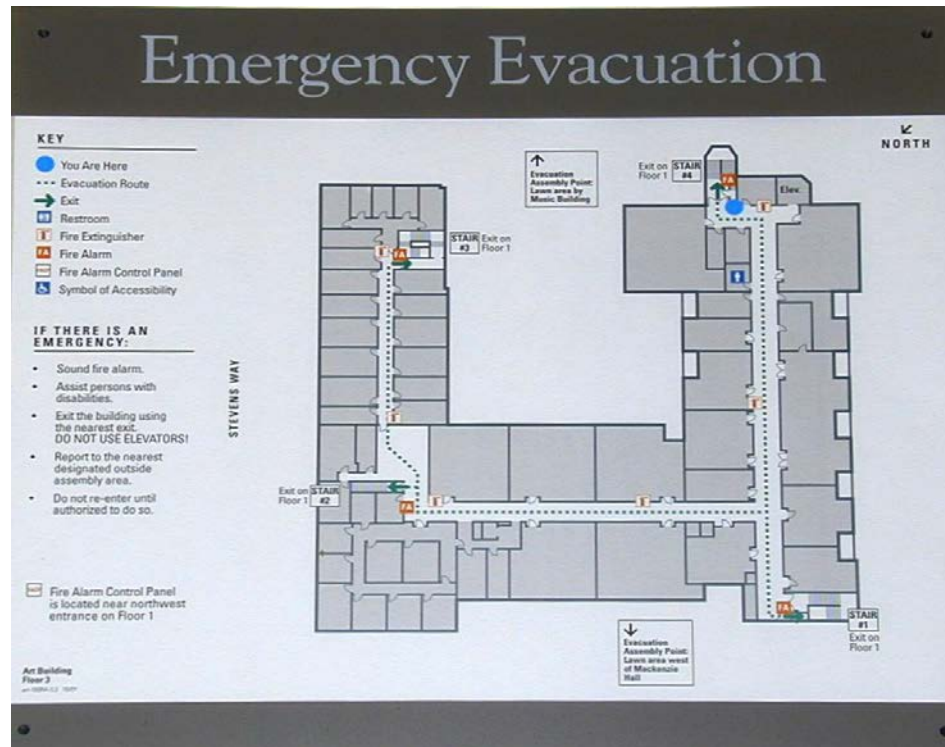 Emergency Evacuation
KEY
You Are Here
Evacuation Route
Exit
Restroom
Fire Extinguisher
FA
Fire Alarm
Fire Alarm Control Panel
Symbol of Accessibility
IF THERE IS AN
EMERGENCY:
• Sound fire alarm.
• Assist persons with
disabilities.
• Exit the building using
the nearest exit.
DO NOT USE ELEVATORS!
• Report to the nearest
designated outside
assembly area.
• Do not re-enter until
authorized to do so.
Fire Alarm Control Panel
is located near northwest
entrance on Floor 1
Art Building
Floor 3
STEVENS WAY
NORTH
Evacuation
Assembly Point:
Lawn area by
Music Building
Exit on
Floor 1
STAIR
#4
FA
Elev.
STAIR
#3
Exit on
Floor 1
FA
Exit on
Floor 1
STAIR
#2
FA
FA
STAIR
#1
Exit on
Floor 1
Evacuation
Assembly Point:
Lawn area west
of Mackenzie
Hall